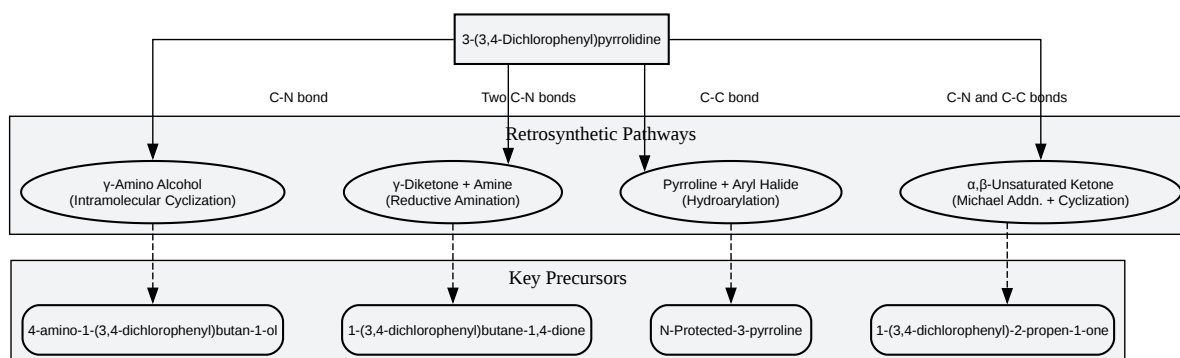 3-(3,4-Dichlorophenyl)pyrrolidine
C-N bond
Two C-N bonds
C-C bond
C-N and C-C bonds
Retrosynthetic Pathways
γ-Amino Alcohol
(Intramolecular Cyclization)
γ-Diketone + Amine
(Reductive Amination)
Pyrroline + Aryl Halide
(Hydroarylation)
α,β-Unsaturated Ketone
(Michael Addn. + Cyclization)
Key Precursors
4-amino-1-(3,4-dichlorophenyl)butan-1-ol
1-(3,4-dichlorophenyl)butane-1,4-dione
N-Protected-3-pyrroline
1-(3,4-dichlorophenyl)-2-propen-1-one